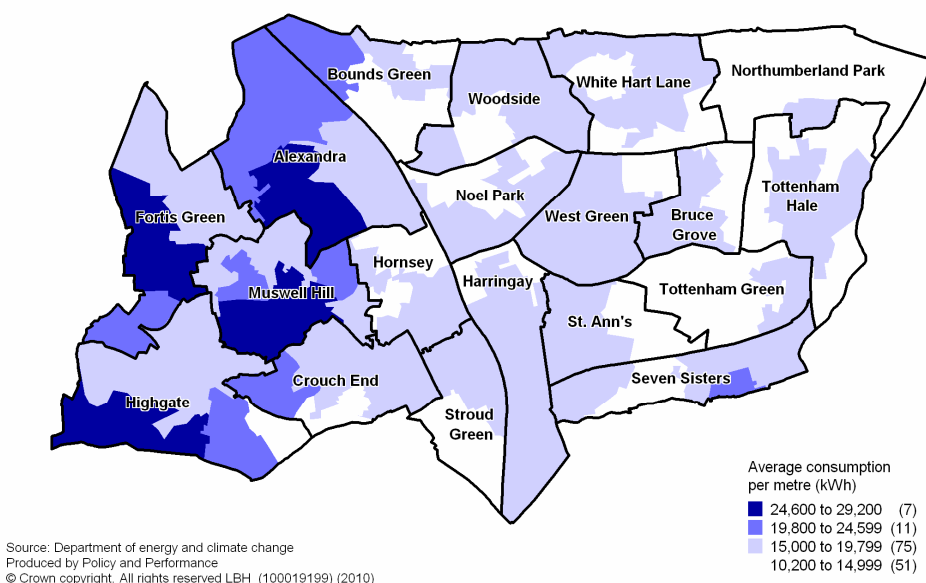 Bounds Green
Woodside
White Hart Lane
Northumberland Park
Alexandra
Noel Park
West Green
Bruce
Grove
Tottenham
Hale
Fortis Green
Muswell Hill
Hornsey
Harringay
Tottenham Green
St. Ann's
Highgate
Crouch End
Stroud
Green
Seven Sisters
Average consumption
per metre (kWh)
24,600 to 29,200 (7)
19,800 to 24,599 (11)
15,000 to 19,799 (75)
10,200 to 14,999 (51)
Source: Department of energy and climate change
Produced by Policy and Performance
© Crown copyright. All rights reserved LBH (100019199) (2010)